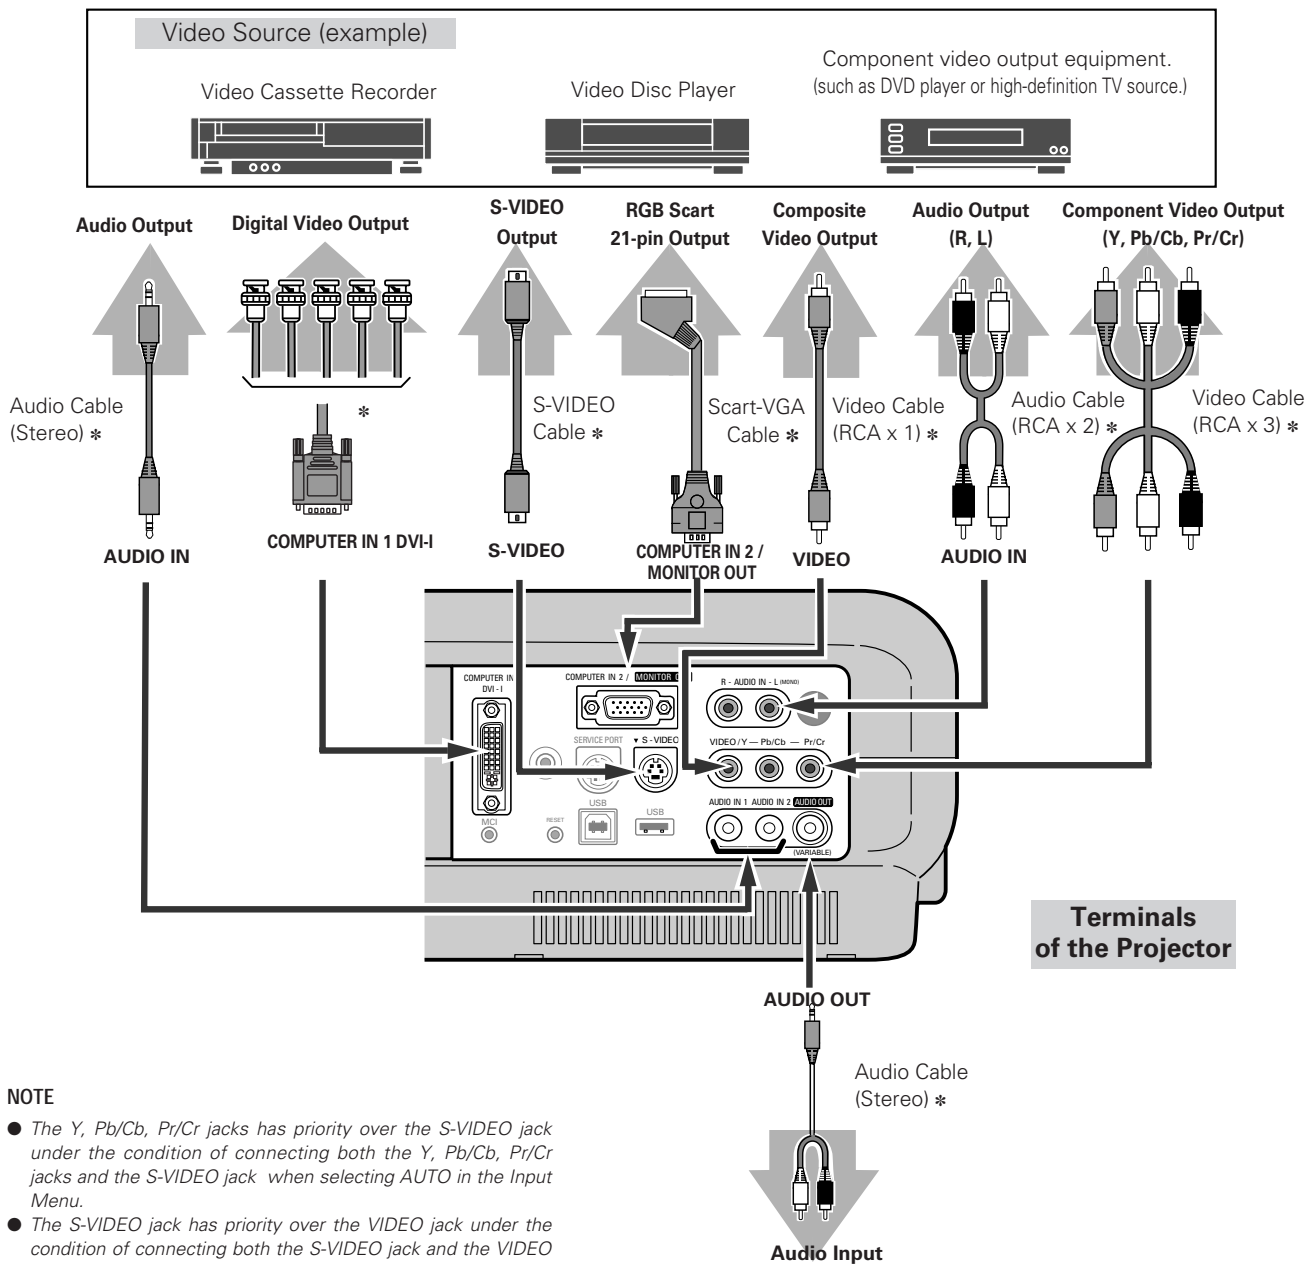 Video Source (example)
Video Cassette Recorder
Video Disc Player
Component video output equipment.
(such as DVD player or high-definition TV source.)
Audio Output
Digital Video Output
S-VIDEO
Output
RGB Scart
21-pin Output
Composite
Video Output
Audio Output
(R, L)
Component Video Output
(Y, Pb/Cb, Pr/Cr)
Audio Cable
(Stereo) ✻
✻
S-VIDEO
Cable ✻
Scart-VGA
Cable ✻
Video Cable
(RCA x 1) ✻
Audio Cable
(RCA x 2) ✻
Video Cable
(RCA x 3) ✻
AUDIO IN
COMPUTER IN 1 DVI-I
S-VIDEO
COMPUTER IN 2 /
MONITOR OUT
VIDEO
AUDIO IN
COMPUTER IN
DVI - I
COMPUTER IN 2 / MONITOR
R - AUDIO IN - L (MONO)
SERVICE PORT
▼ S - VIDEO
VIDEO / Y — Pb/Cb — Pr/Cr
USB
USB
MCI
RESET
AUDIO IN 1 AUDIO IN 2 AUDIO OUT
(VARIABLE)
Terminals
of the Projector
AUDIO OUT
Audio Cable
(Stereo) ✻
Audio Input
NOTE
● The Y, Pb/Cb, Pr/Cr jacks has priority over the S-VIDEO jack
under the condition of connecting both the Y, Pb/Cb, Pr/Cr
jacks and the S-VIDEO jack when selecting AUTO in the Input
Menu.
● The S-VIDEO jack has priority over the VIDEO jack under the
condition of connecting both the S-VIDEO jack and the VIDEO